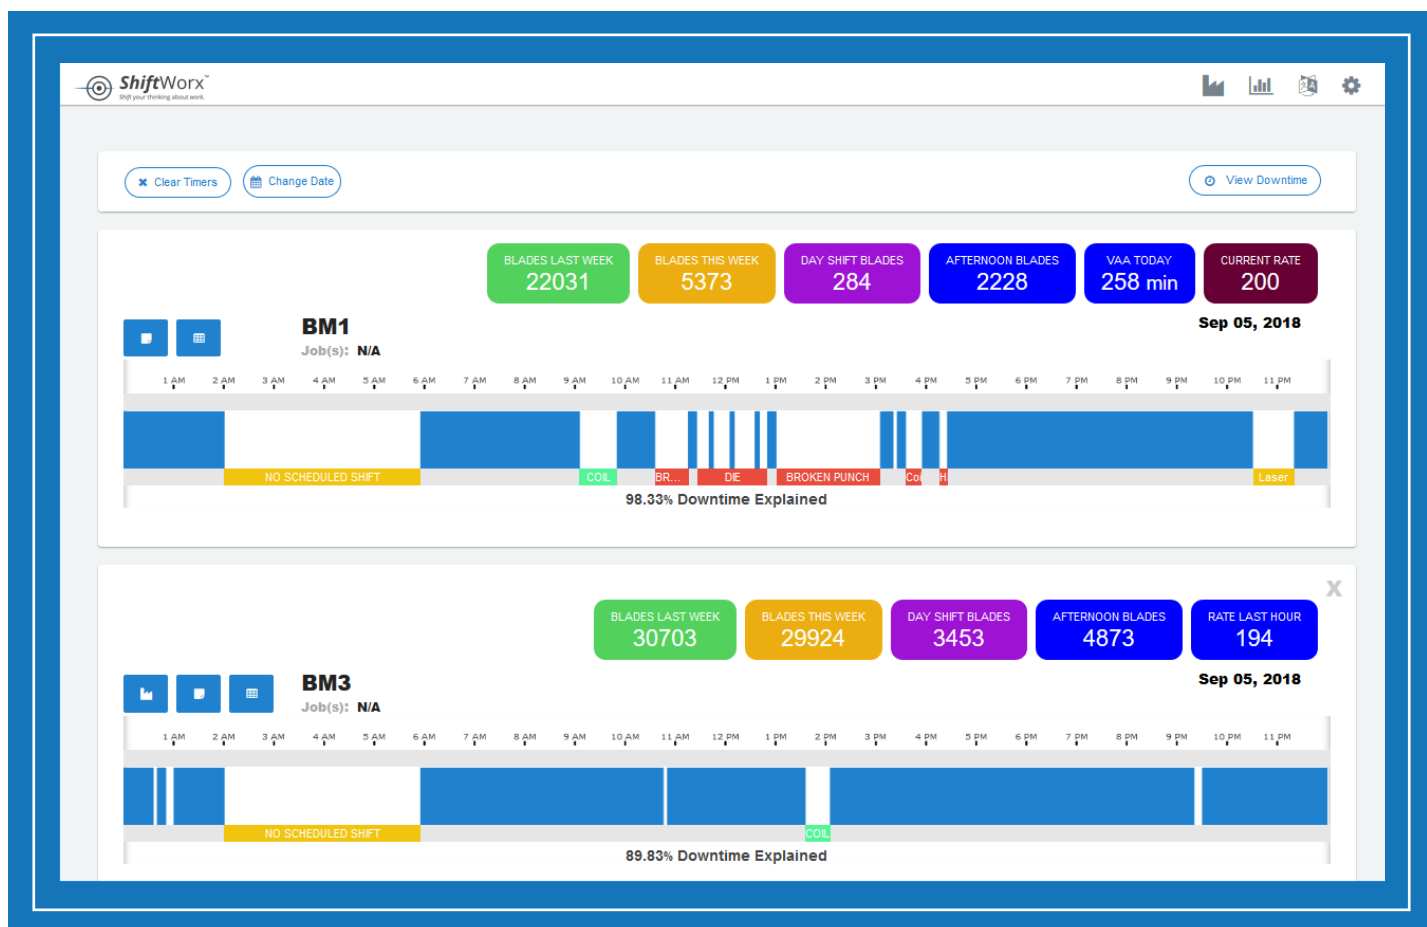 ShiftWorx™
Shift your thinking about work.
Clear Timers
Change Date
View Downtime
BLADES LAST WEEK
22031
BLADES THIS WEEK
5373
DAY SHIFT BLADES
284
AFTERNOON BLADES
2228
VAA TODAY
258 min
CURRENT RATE
200
BM1
Job(s): N/A
Sep 05, 2018
1 AM 2 AM 3 AM 4 AM 5 AM 6 AM 7 AM 8 AM 9 AM 10 AM 11 AM 12 PM 1 PM 2 PM 3 PM 4 PM 5 PM 6 PM 7 PM 8 PM 9 PM 10 PM 11 PM
NO SCHEDULED SHIFT COIL BR... DIE BROKEN PUNCH Coi H Laser
98.33% Downtime Explained
X
BLADES LAST WEEK
30703
BLADES THIS WEEK
29924
DAY SHIFT BLADES
3453
AFTERNOON BLADES
4873
RATE LAST HOUR
194
BM3
Job(s): N/A
Sep 05, 2018
1 AM 2 AM 3 AM 4 AM 5 AM 6 AM 7 AM 8 AM 9 AM 10 AM 11 AM 12 PM 1 PM 2 PM 3 PM 4 PM 5 PM 6 PM 7 PM 8 PM 9 PM 10 PM 11 PM
NO SCHEDULED SHIFT COIL
89.83% Downtime Explained